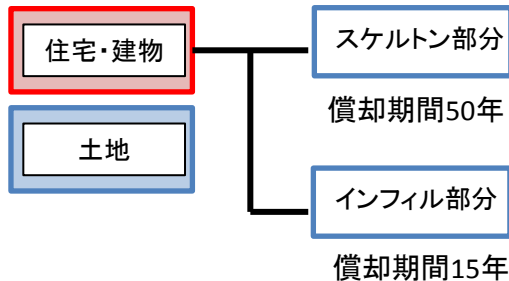 住宅・建物
スケルトン部分
償却期間50年
土地
インフィル部分
償却期間15年